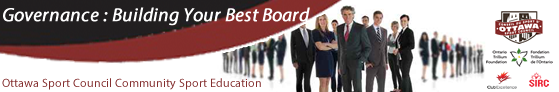 Governance : Building Your Best Board
Ottawa Sport Council Community Sport Education
OTTAWA
Ontario Fondation
Trillium Trillium
Foundation de l'Ontario
ClubExcellence
SIRC